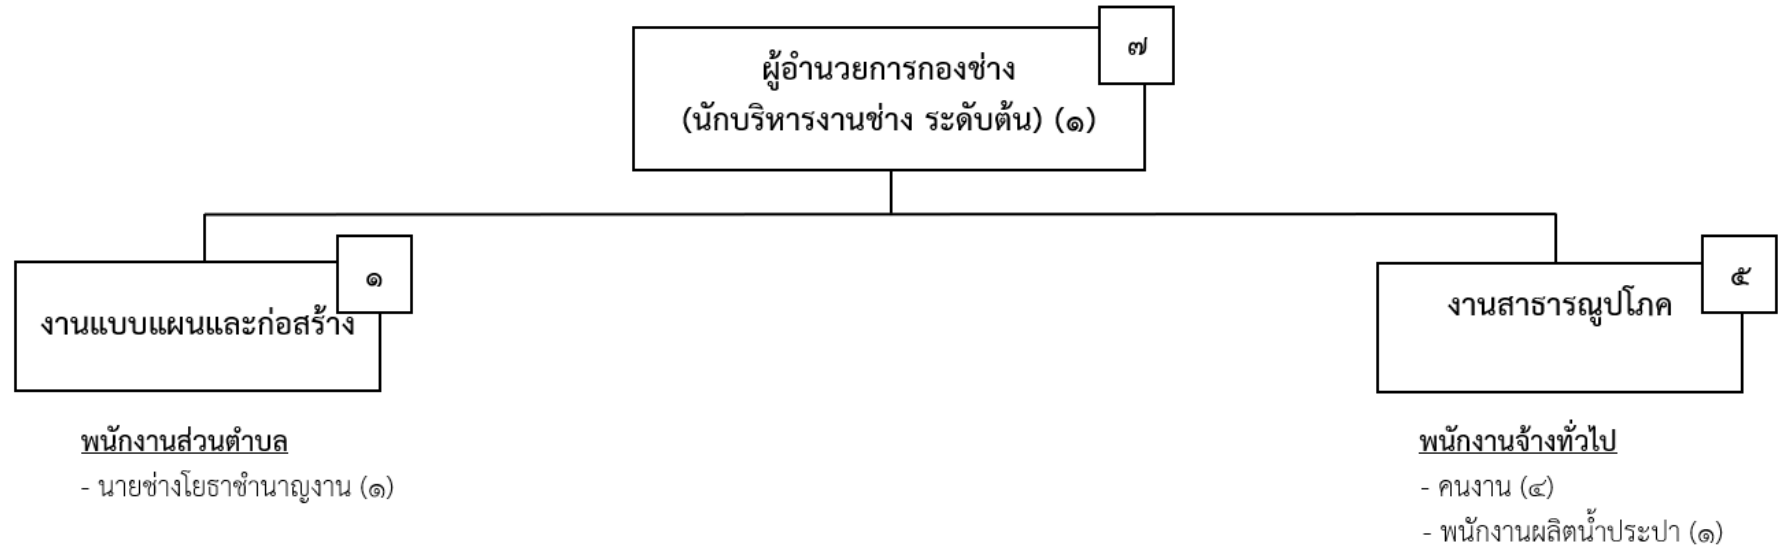 ๗
ผู้อำนวยการกองช่าง
(นักบริหารงานช่าง ระดับต้น) (๑)
๑
งานแบบแผนและก่อสร้าง
พนักงานส่วนตำบล
- นายช่างโยธาชำนาญงาน (๑)
๕
งานสาธารณูปโภค
พนักงานจ้างทั่วไป
- คนงาน (๔)
- พนักงานผลิตน้ำประปา (๑)